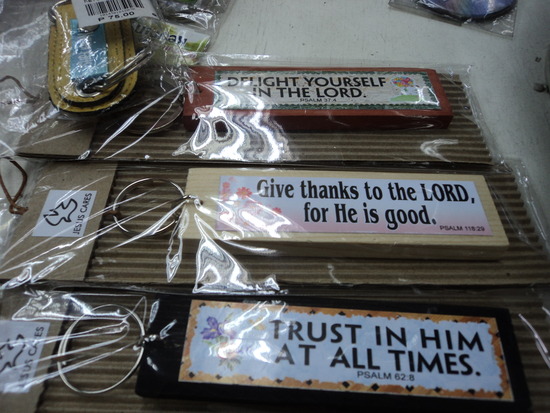 P 75.00
DELIGHT YOURSELF
IN THE LORD.
PSALM 37:4
Give thanks to the LORD,
for He is good.
PSALM 118:29
JESUS CARES
TRUST IN HIM
AT ALL TIMES.
PSALM 62:8